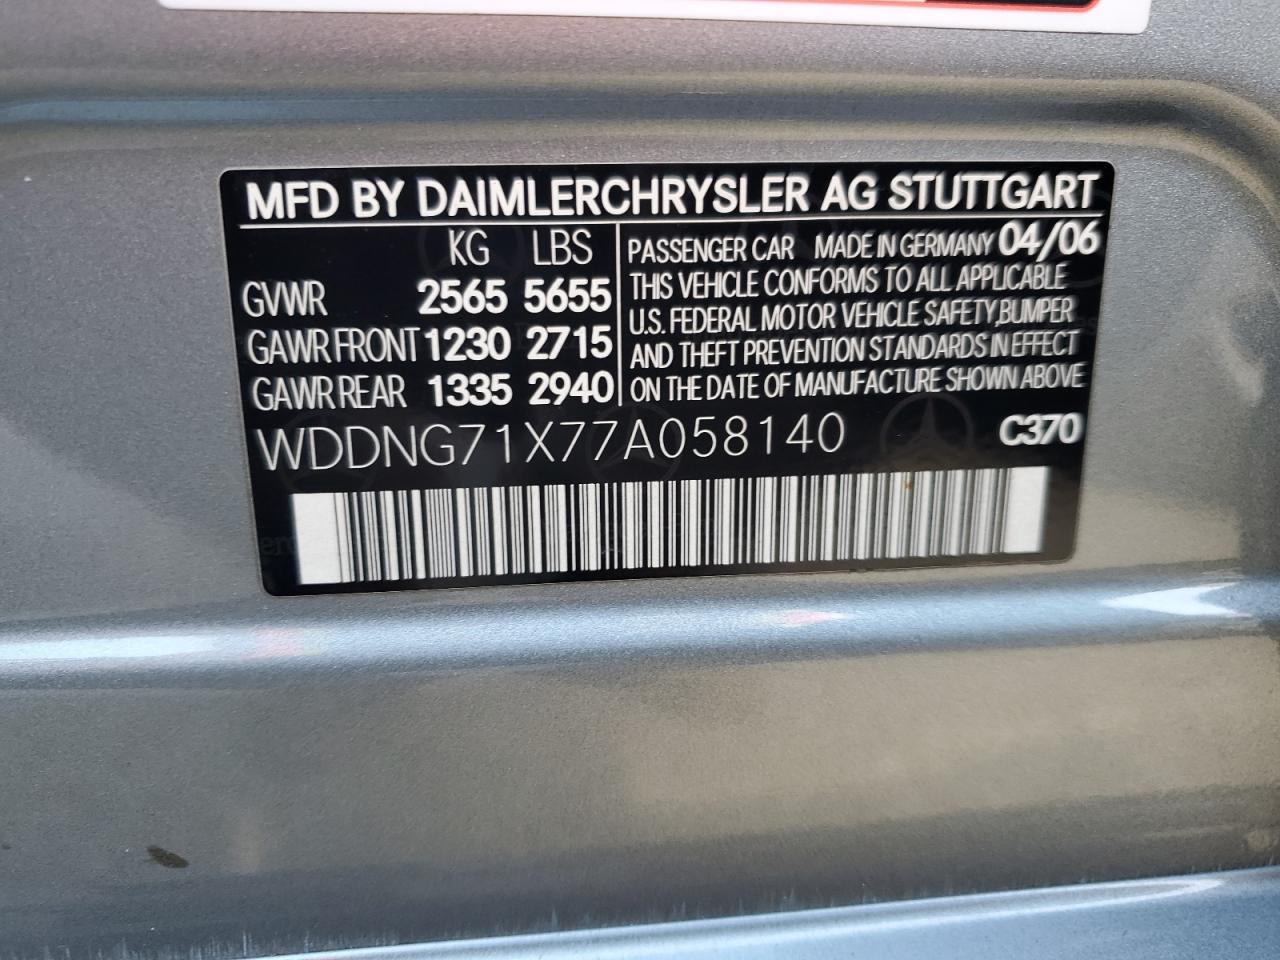 MFD BY DAIMLERCHRYSLER AG STUTTGART
KG LBS
GVWR 2565 5655
GAWR FRONT 1230 2715
GAWR REAR 1335 2940
PASSENGER CAR MADE IN GERMANY 04/06
THIS VEHICLE CONFORMS TO ALL APPLICABLE
U.S. FEDERAL MOTOR VEHICLE SAFETY,BUMPER
AND THEFT PREVENTION STANDARDS IN EFFECT
ON THE DATE OF MANUFACTURE SHOWN ABOVE
WDDNG71X77A058140 C370